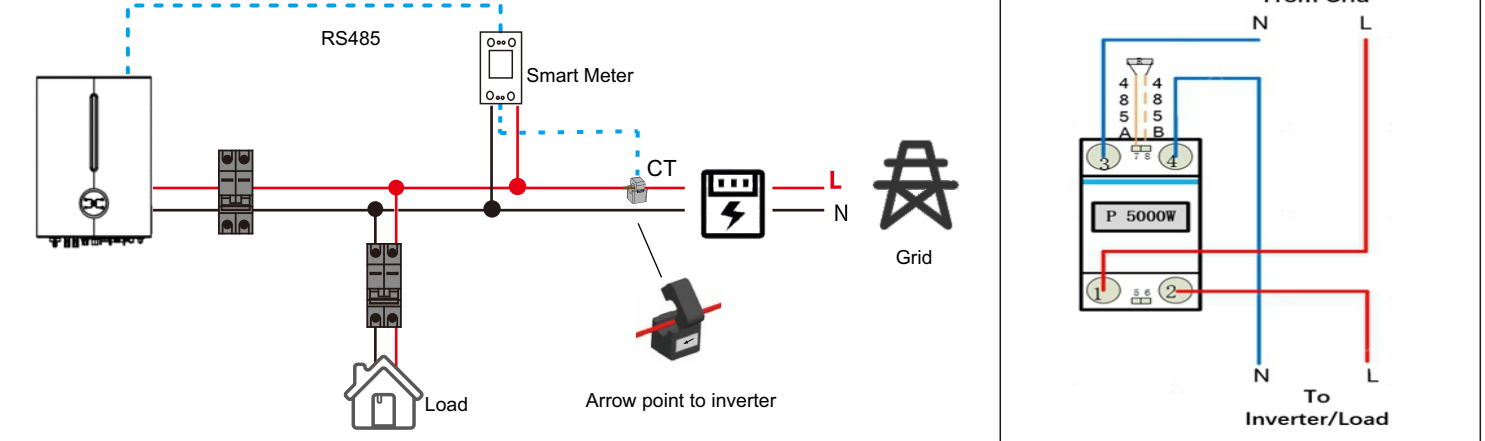 RS485
Smart Meter
CT
L
N
Grid
Load
Arrow point to inverter
From Grid
N L
4 4
8 8
5 5
A B
3 7 8 4
P 5000W
1 5 6 2
N L
To
Inverter/Load